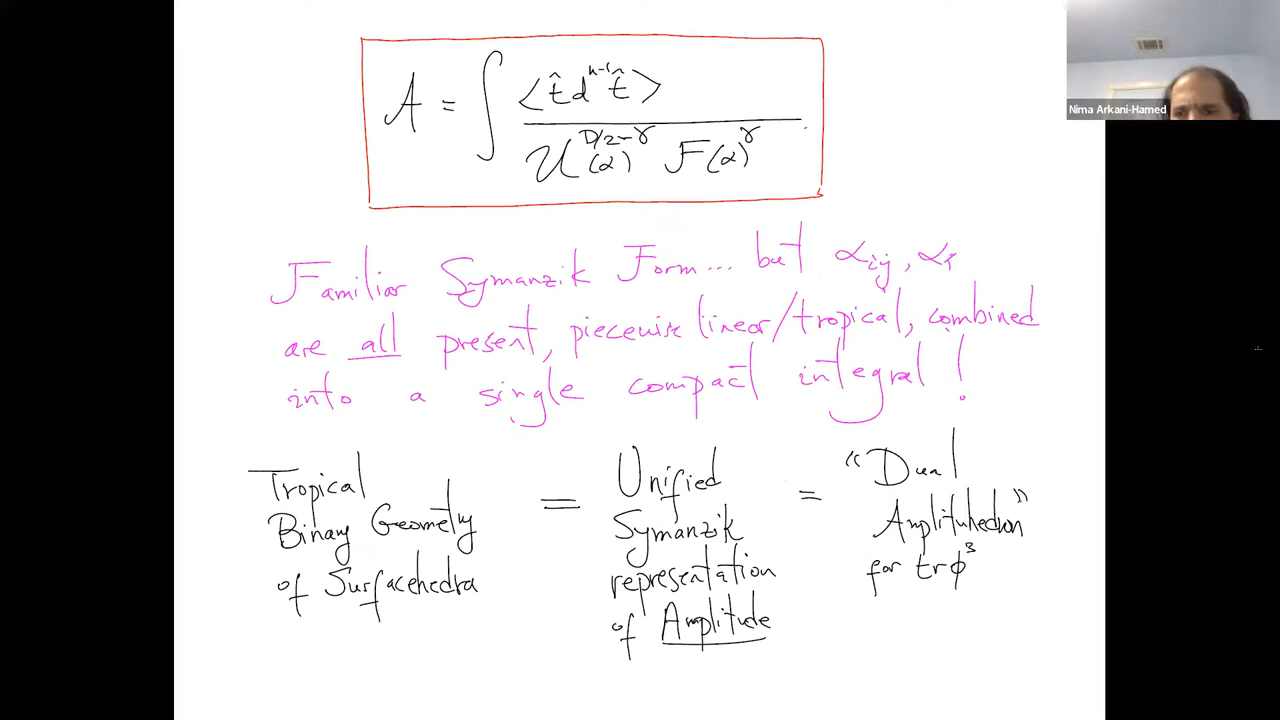 A = ∫ ⟨t̂ d^{n-1} t̂⟩ / U(α)^{D/2-γ} F(α)^γ
Nima Arkani-Hamed
Familiar Symanzik Form... but α_ij, α_i
are all present, piecewise linear/tropical, combined
into a single compact integral!
Tropical
Binary Geometry
of Surfacehedra
=
Unified
Symanzik
representation
of Amplitude
=
"Dual
Amplituhedron"
for trϕ³